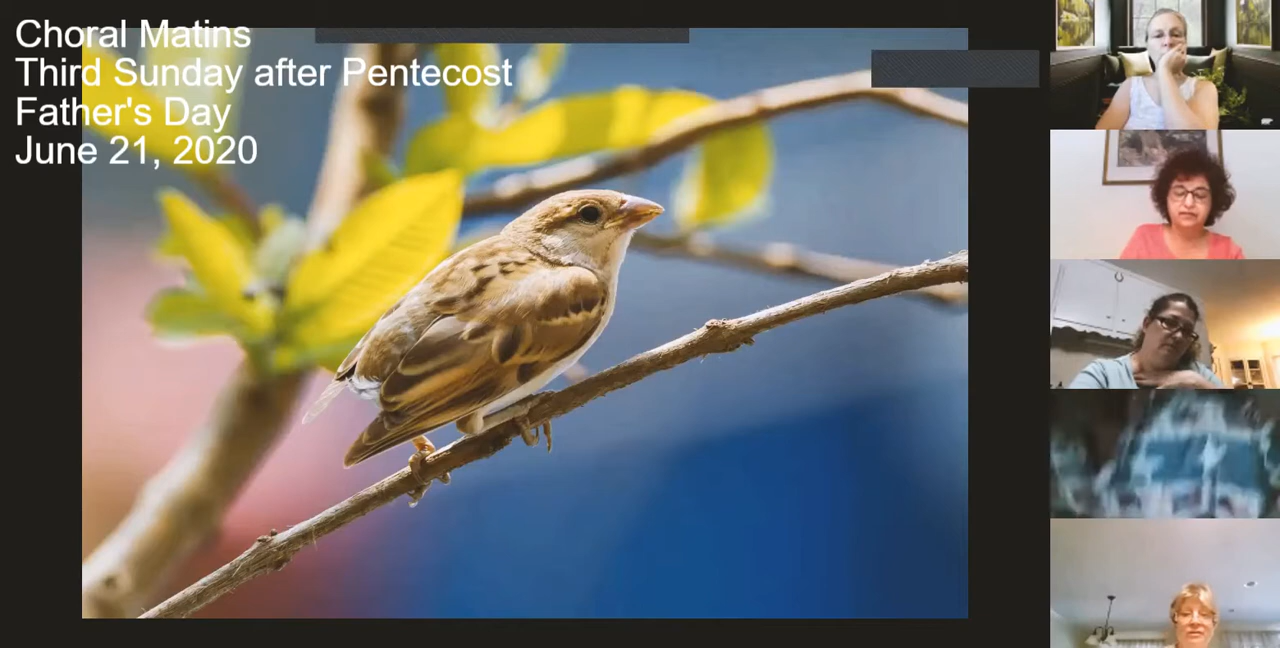 Choral Matins
Third Sunday after Pentecost
Father's Day
June 21, 2020